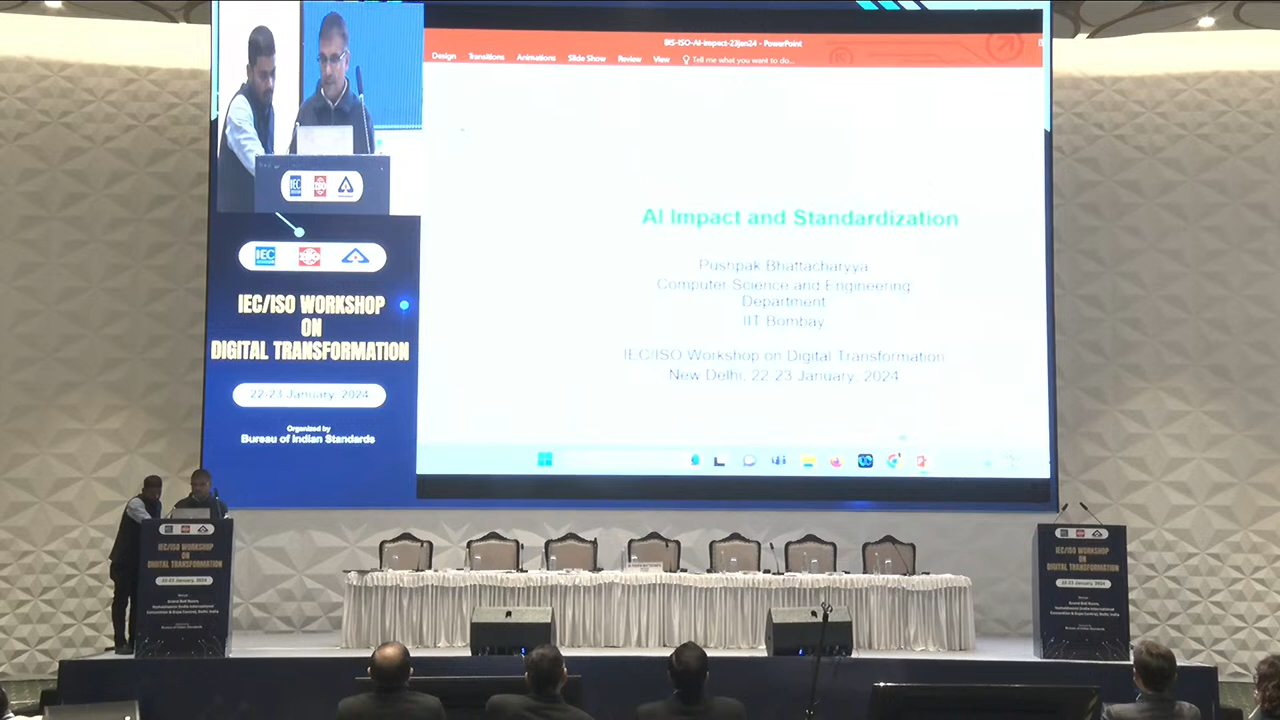 BIS-ISO-AI-Impact-23jan24 - PowerPoint
Design Transitions Animations Slide Show Review View Tell me what you want to do...
AI Impact and Standardization
Pushpak Bhattacharyya
Computer Science and Engineering
Department
IIT Bombay
IEC/ISO Workshop on Digital Transformation
New Delhi, 22-23 January, 2024
IEC
IEC ISO
IEC/ISO WORKSHOP
ON
DIGITAL TRANSFORMATION
22-23 January, 2024
Organized by
Bureau of Indian Standards
IEC/ISO WORKSHOP
ON
DIGITAL TRANSFORMATION
22-23 January, 2024
IEC/ISO WORKSHOP
ON
DIGITAL TRANSFORMATION
22-23 January, 2024